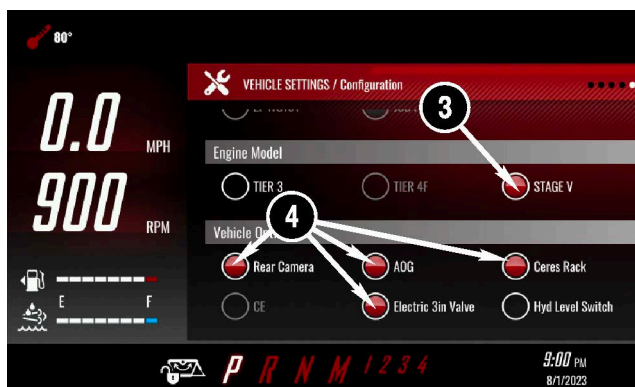 80°
VEHICLE SETTINGS / Configuration
3
0.0 MPH
Engine Model
TIER 3 TIER 4F STAGE V
900 RPM
4
Vehicle
Rear Camera AOG Ceres Rack
E F
CE Electric 3in Valve Hyd Level Switch
P R N M 1 2 3 4
9:00 PM
8/1/2023